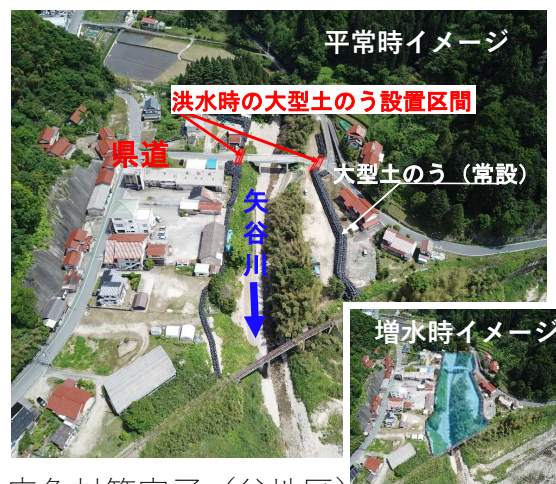 平常時イメージ
洪水時の大型土のう設置区間
県道
大型土のう（常設）
矢谷川
増水時イメージ